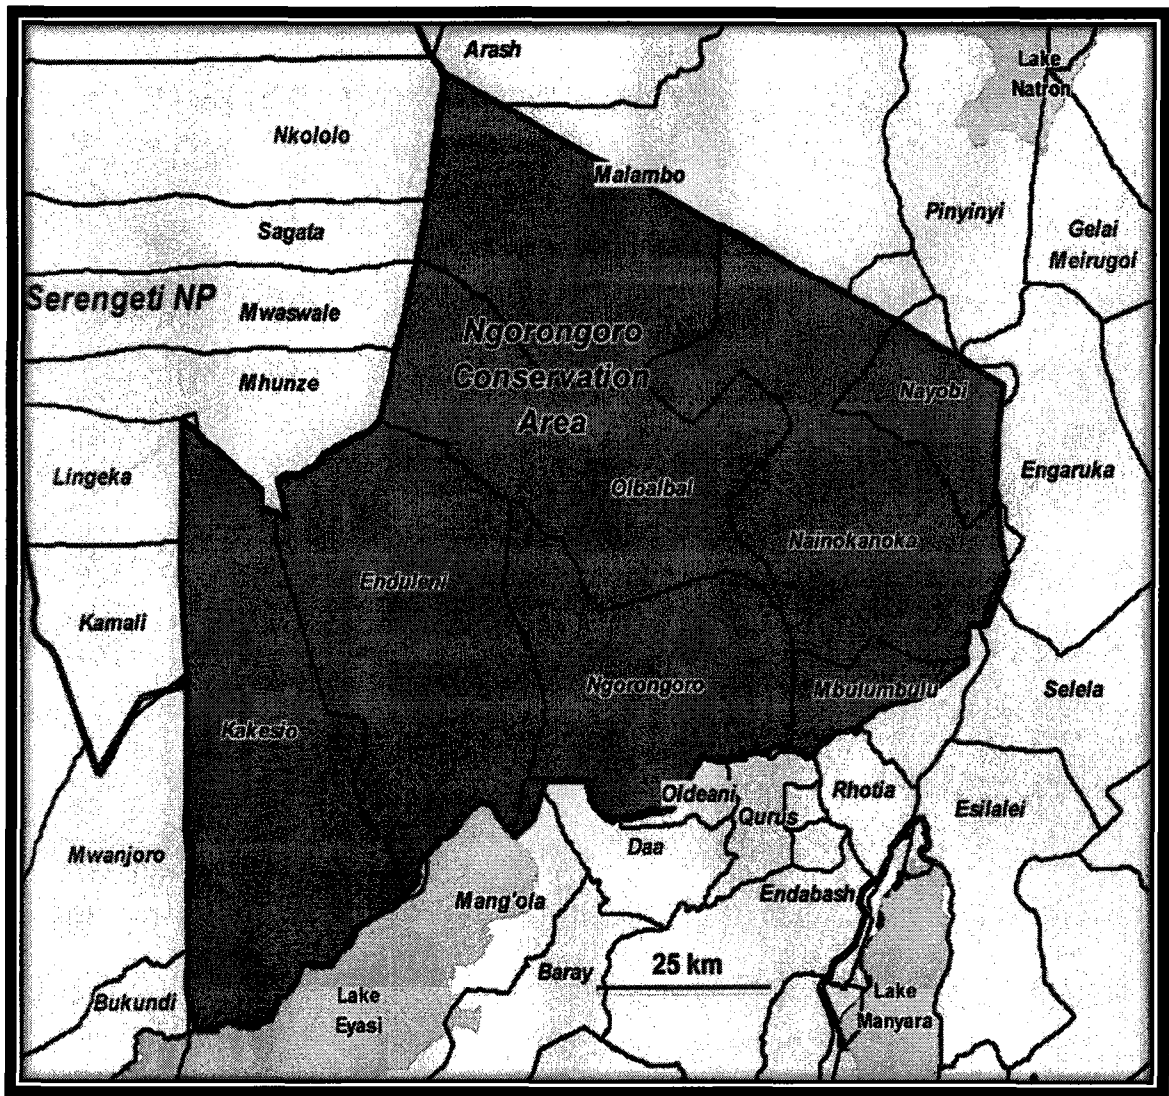 Arash
Lake
Natron
Nkololo
Malambo
Pinyinyi
Sagata
Gelai
Meirugoi
Serengeti NP
Mwaswale
Ngorongoro
Conservation
Area
Mhunze
Nayobi
Lingeka
Olbalbal
Engaruka
Nainokanoka
Enduleni
Kamali
Ngorongoro
Mbulumbulu
Selela
Kakesio
Oldeani
Rhotia
Esilalei
Qurus
Daa
Mwanjoro
Mang'ola
Endabash
Baray
25 km
Bukundi
Lake
Eyasi
Lake
Manyara